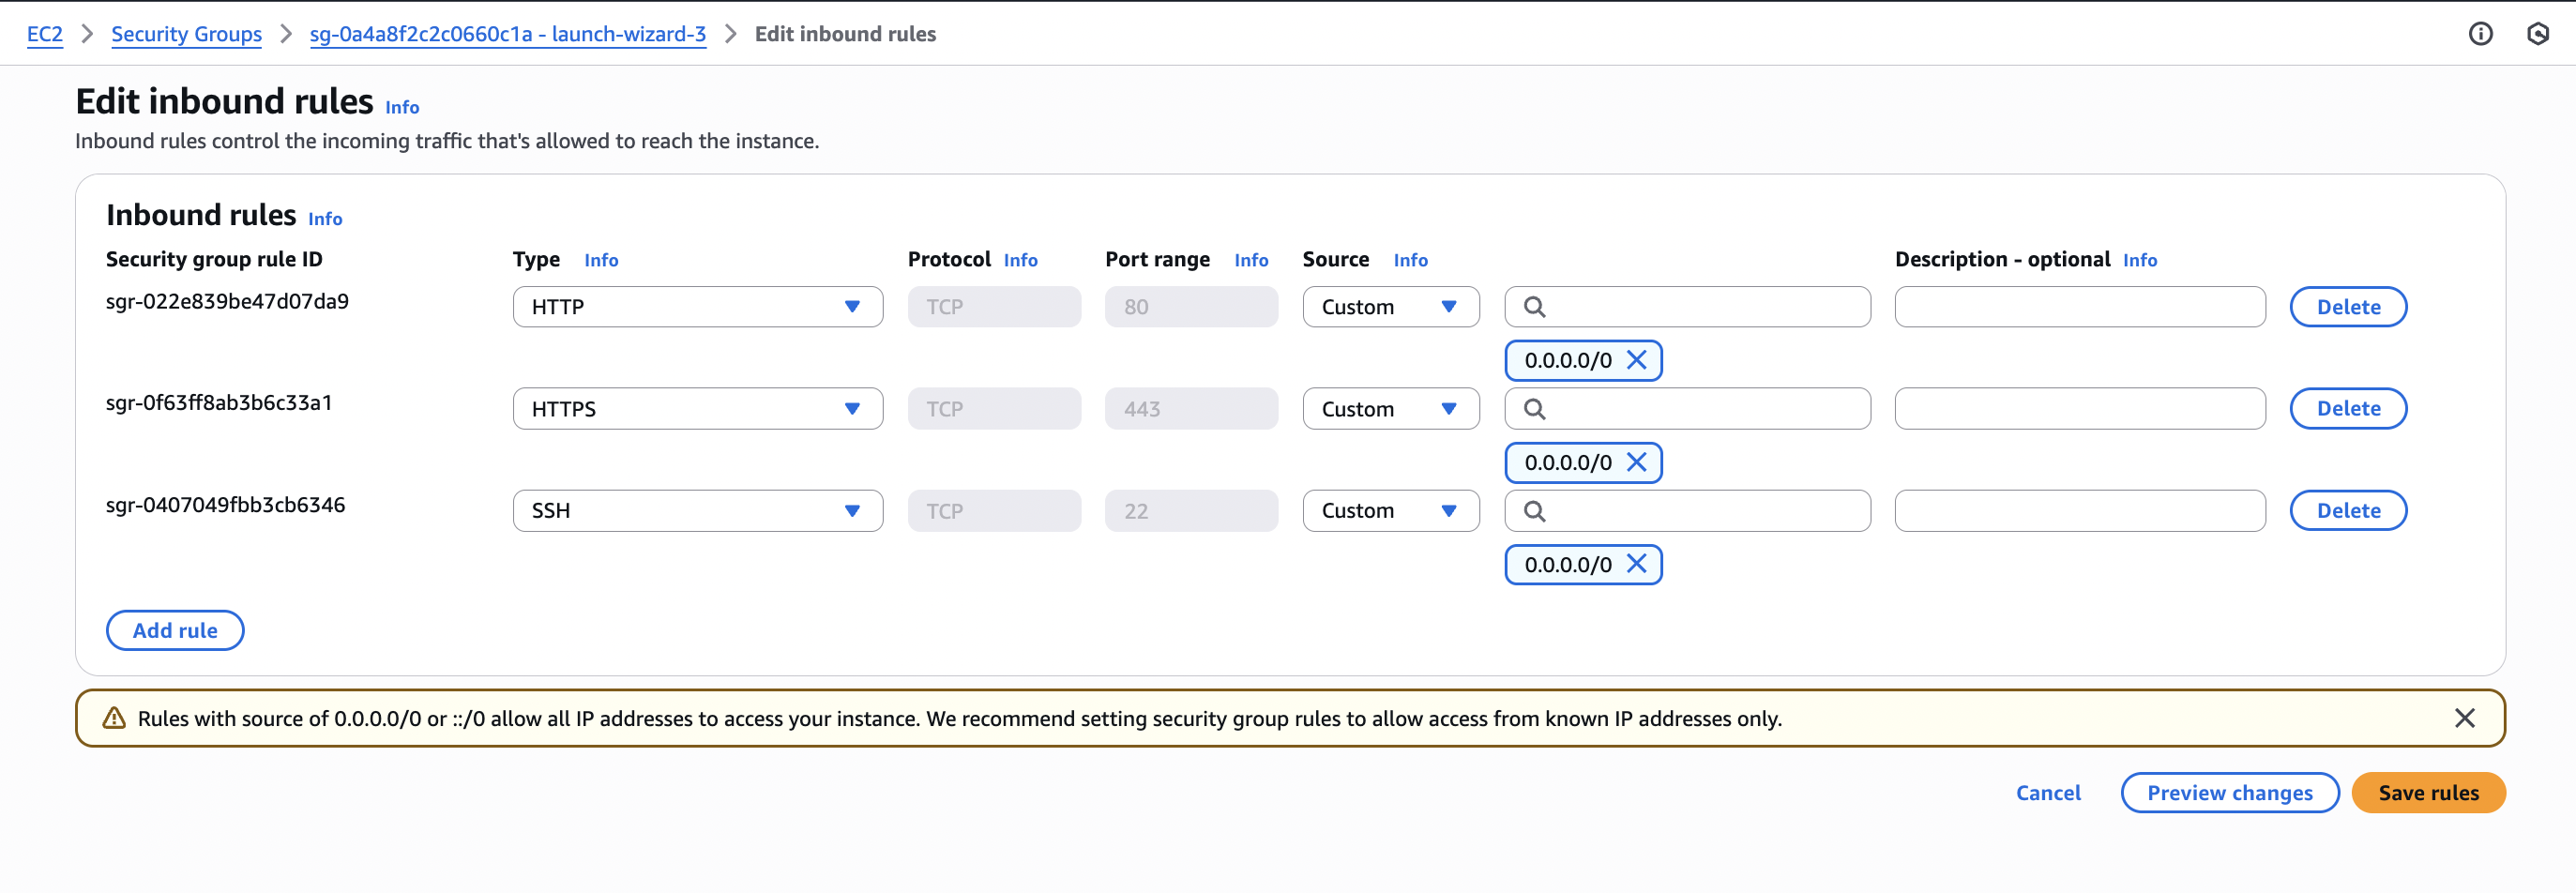 EC2 > Security Groups > sg-0a4a8f2c2c0660c1a - launch-wizard-3 > Edit inbound rules
Edit inbound rules Info
Inbound rules control the incoming traffic that's allowed to reach the instance.
Inbound rules Info
Security group rule ID Type Info Protocol Info Port range Info Source Info Description - optional Info
sgr-022e839be47d07da9 HTTP TCP 80 Custom Delete
0.0.0.0/0
sgr-0f63ff8ab3b6c33a1 HTTPS TCP 443 Custom Delete
0.0.0.0/0
sgr-0407049fbb3cb6346 SSH TCP 22 Custom Delete
0.0.0.0/0
Add rule
Rules with source of 0.0.0.0/0 or ::/0 allow all IP addresses to access your instance. We recommend setting security group rules to allow access from known IP addresses only.
Cancel Preview changes Save rules